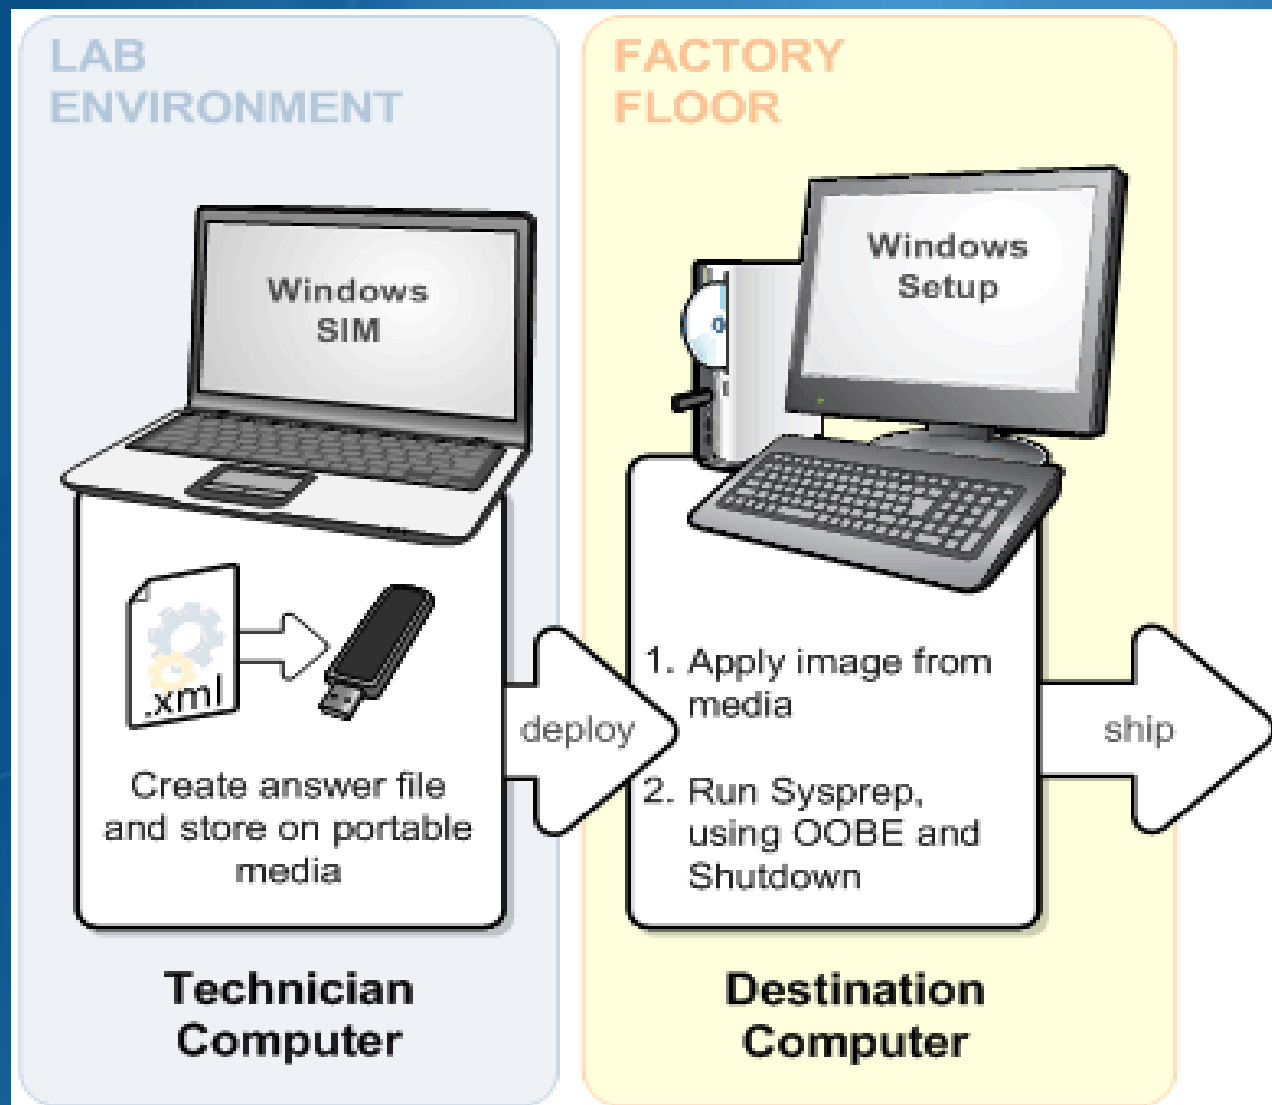 LAB
ENVIRONMENT
Windows
SIM
.xml
Create answer file
and store on portable
media
Technician
Computer
deploy
FACTORY
FLOOR
Windows
Setup
1. Apply image from
media
2. Run Sysprep,
using OOBE and
Shutdown
Destination
Computer
ship